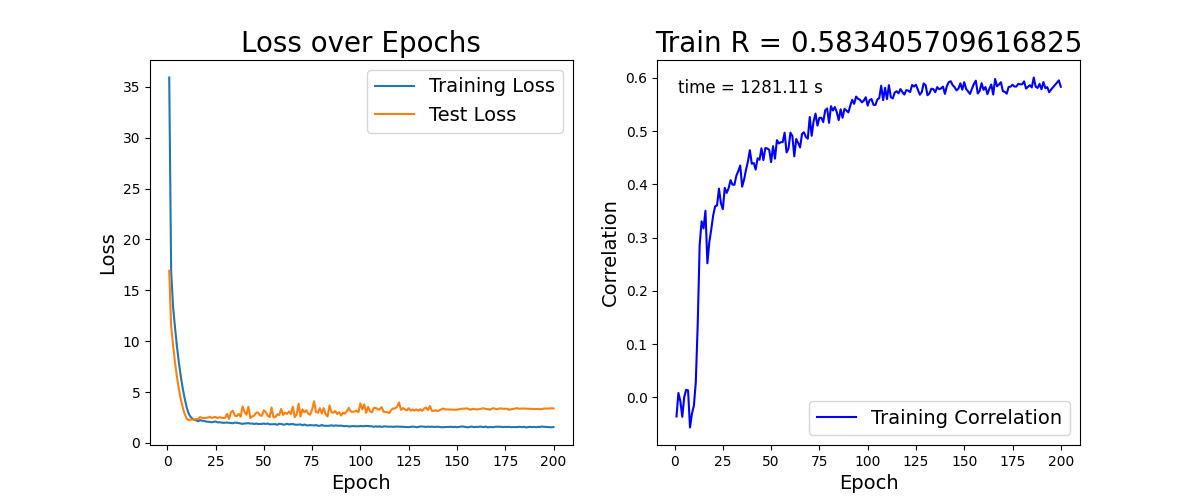 Loss over Epochs
Training Loss
Test Loss
35
30
25
20
15
10
5
0
Loss
0 25 50 75 100 125 150 175 200
Epoch
Train R = 0.583405709616825
time = 1281.11 s
0.6
0.5
0.4
0.3
0.2
0.1
0.0
Correlation
Training Correlation
0 25 50 75 100 125 150 175 200
Epoch